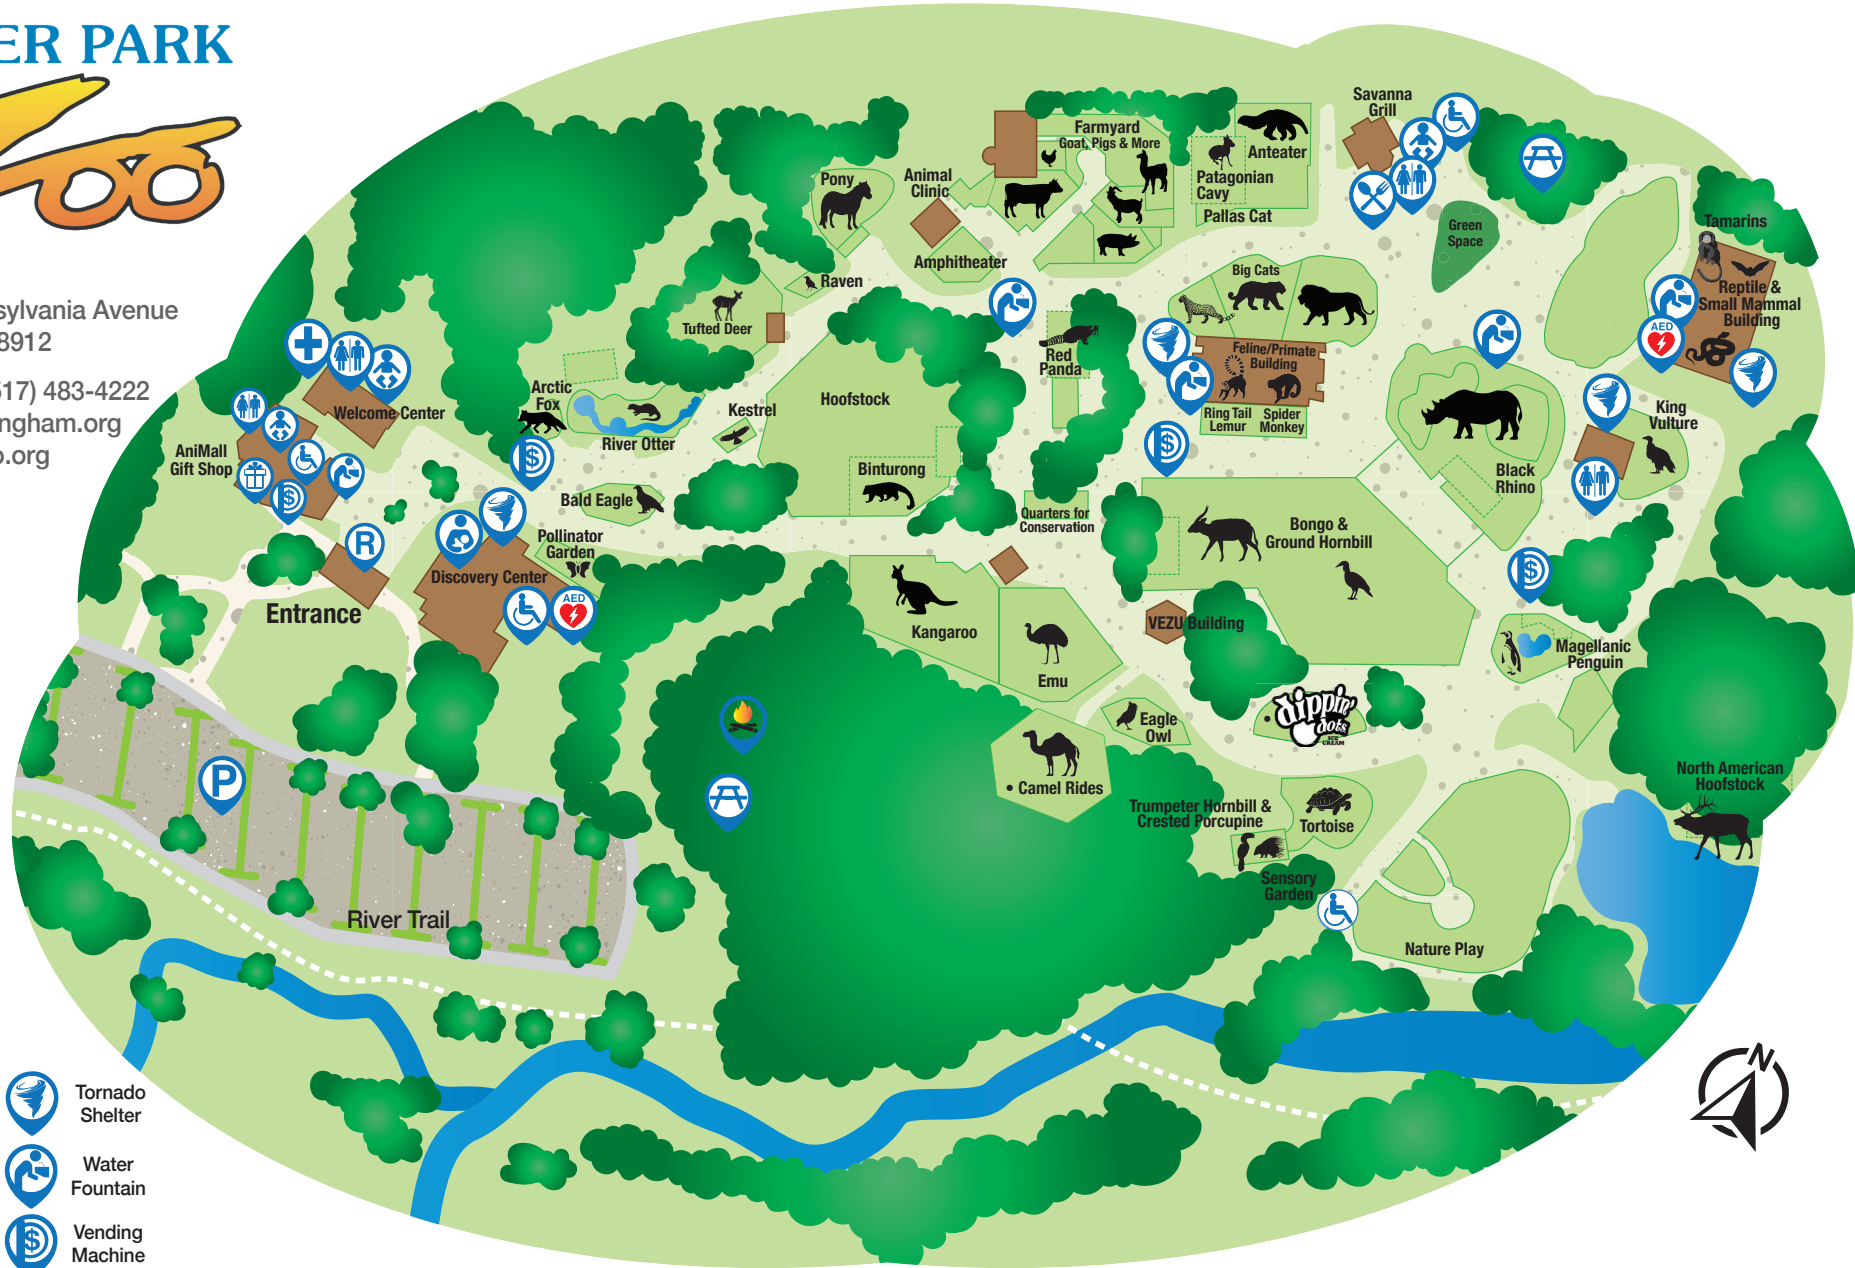 ER PARK
ZOO
sylvania Avenue
8912
517) 483-4222
ngham.org
o.org
Savanna
Grill
Farmyard
Goat, Pigs & More
Anteater
Patagonian
Cavy
Pallas Cat
Pony
Animal
Clinic
Amphitheater
Raven
Tufted Deer
Green
Space
Tamarins
Reptile &
Small Mammal
Building
AED
Big Cats
Feline/Primate
Building
Ring Tail
Lemur
Spider
Monkey
Red
Panda
Hoofstock
Arctic
Fox
River Otter
Kestrel
Welcome Center
AniMall
Gift Shop
$
$
$
King
Vulture
Black
Rhino
Binturong
Bald Eagle
Quarters for
Conservation
Bongo &
Ground Hornbill
Pollinator
Garden
R
Discovery Center
AED
$
Entrance
Kangaroo
Emu
VEZU Building
Magellanic
Penguin
Eagle
Owl
dippin'
dots
ICE
CREAM
P
• Camel Rides
Trumpeter Hornbill &
Crested Porcupine
Tortoise
North American
Hoofstock
Sensory
Garden
River Trail
Nature Play
N
Tornado
Shelter
Water
Fountain
$
Vending
Machine